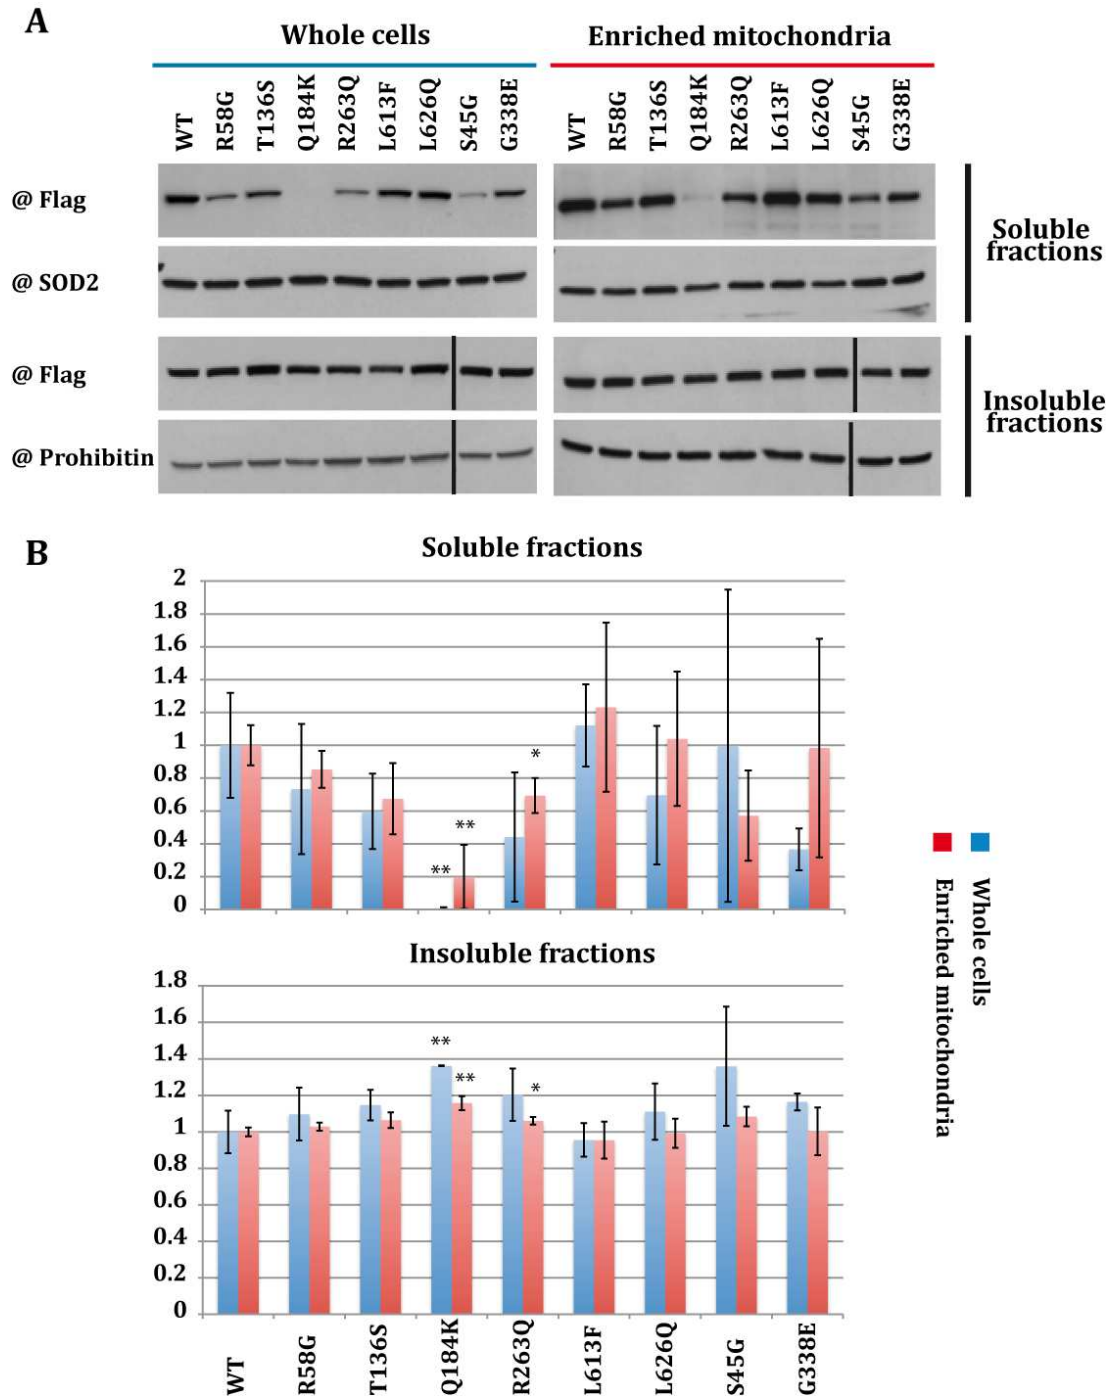 A
Whole cells
Enriched mitochondria
WT R58G T136S Q184K R263Q L613F L626Q S45G G338E
WT R58G T136S Q184K R263Q L613F L626Q S45G G338E
@ Flag
@ SOD2
Soluble
fractions
@ Flag
@ Prohibitin
Insoluble
fractions
B
Soluble fractions
2
1.8
1.6
1.4
1.2
1
0.8
0.6
0.4
0.2
0
**
**
*
Insoluble fractions
1.8
1.6
1.4
1.2
1
0.8
0.6
0.4
0.2
0
**
**
*
WT R58G T136S Q184K R263Q L613F L626Q S45G G338E
Whole cells
Enriched mitochondria